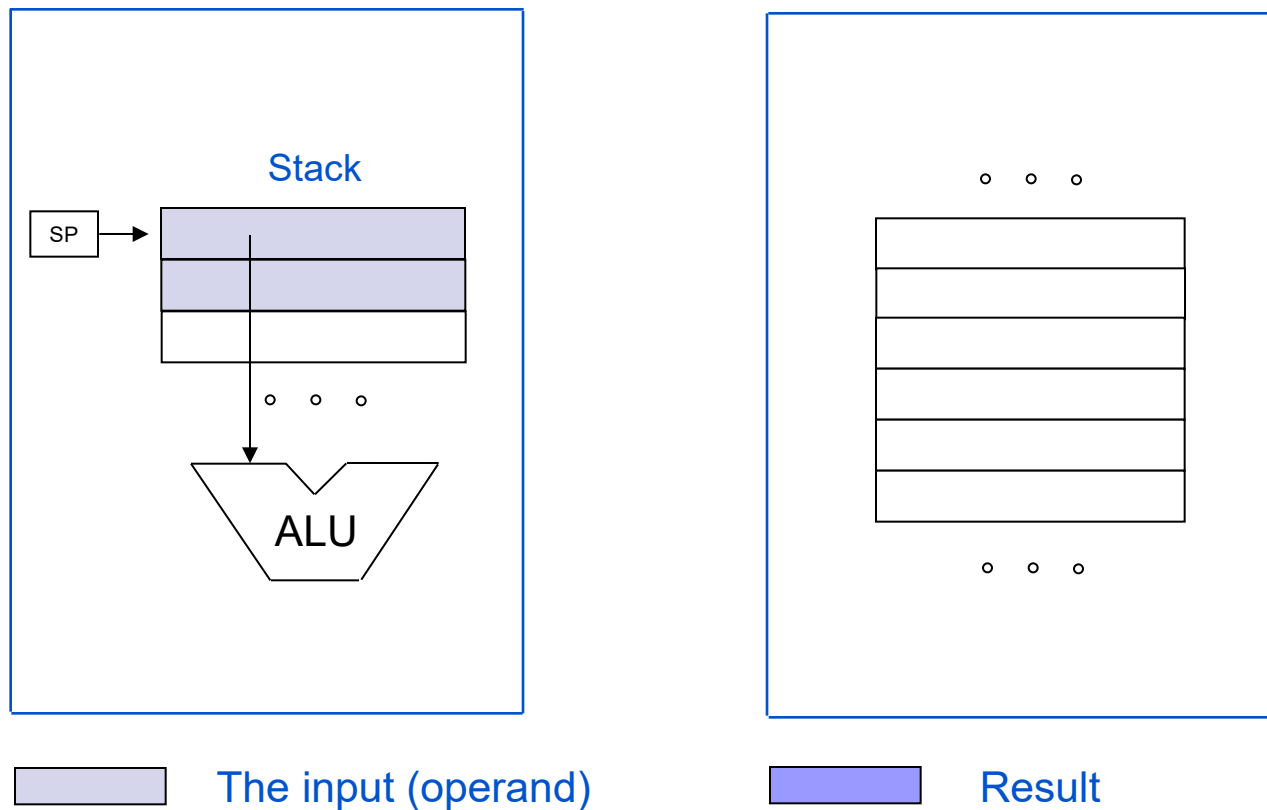 Stack
SP
ALU
The input (operand)
Result